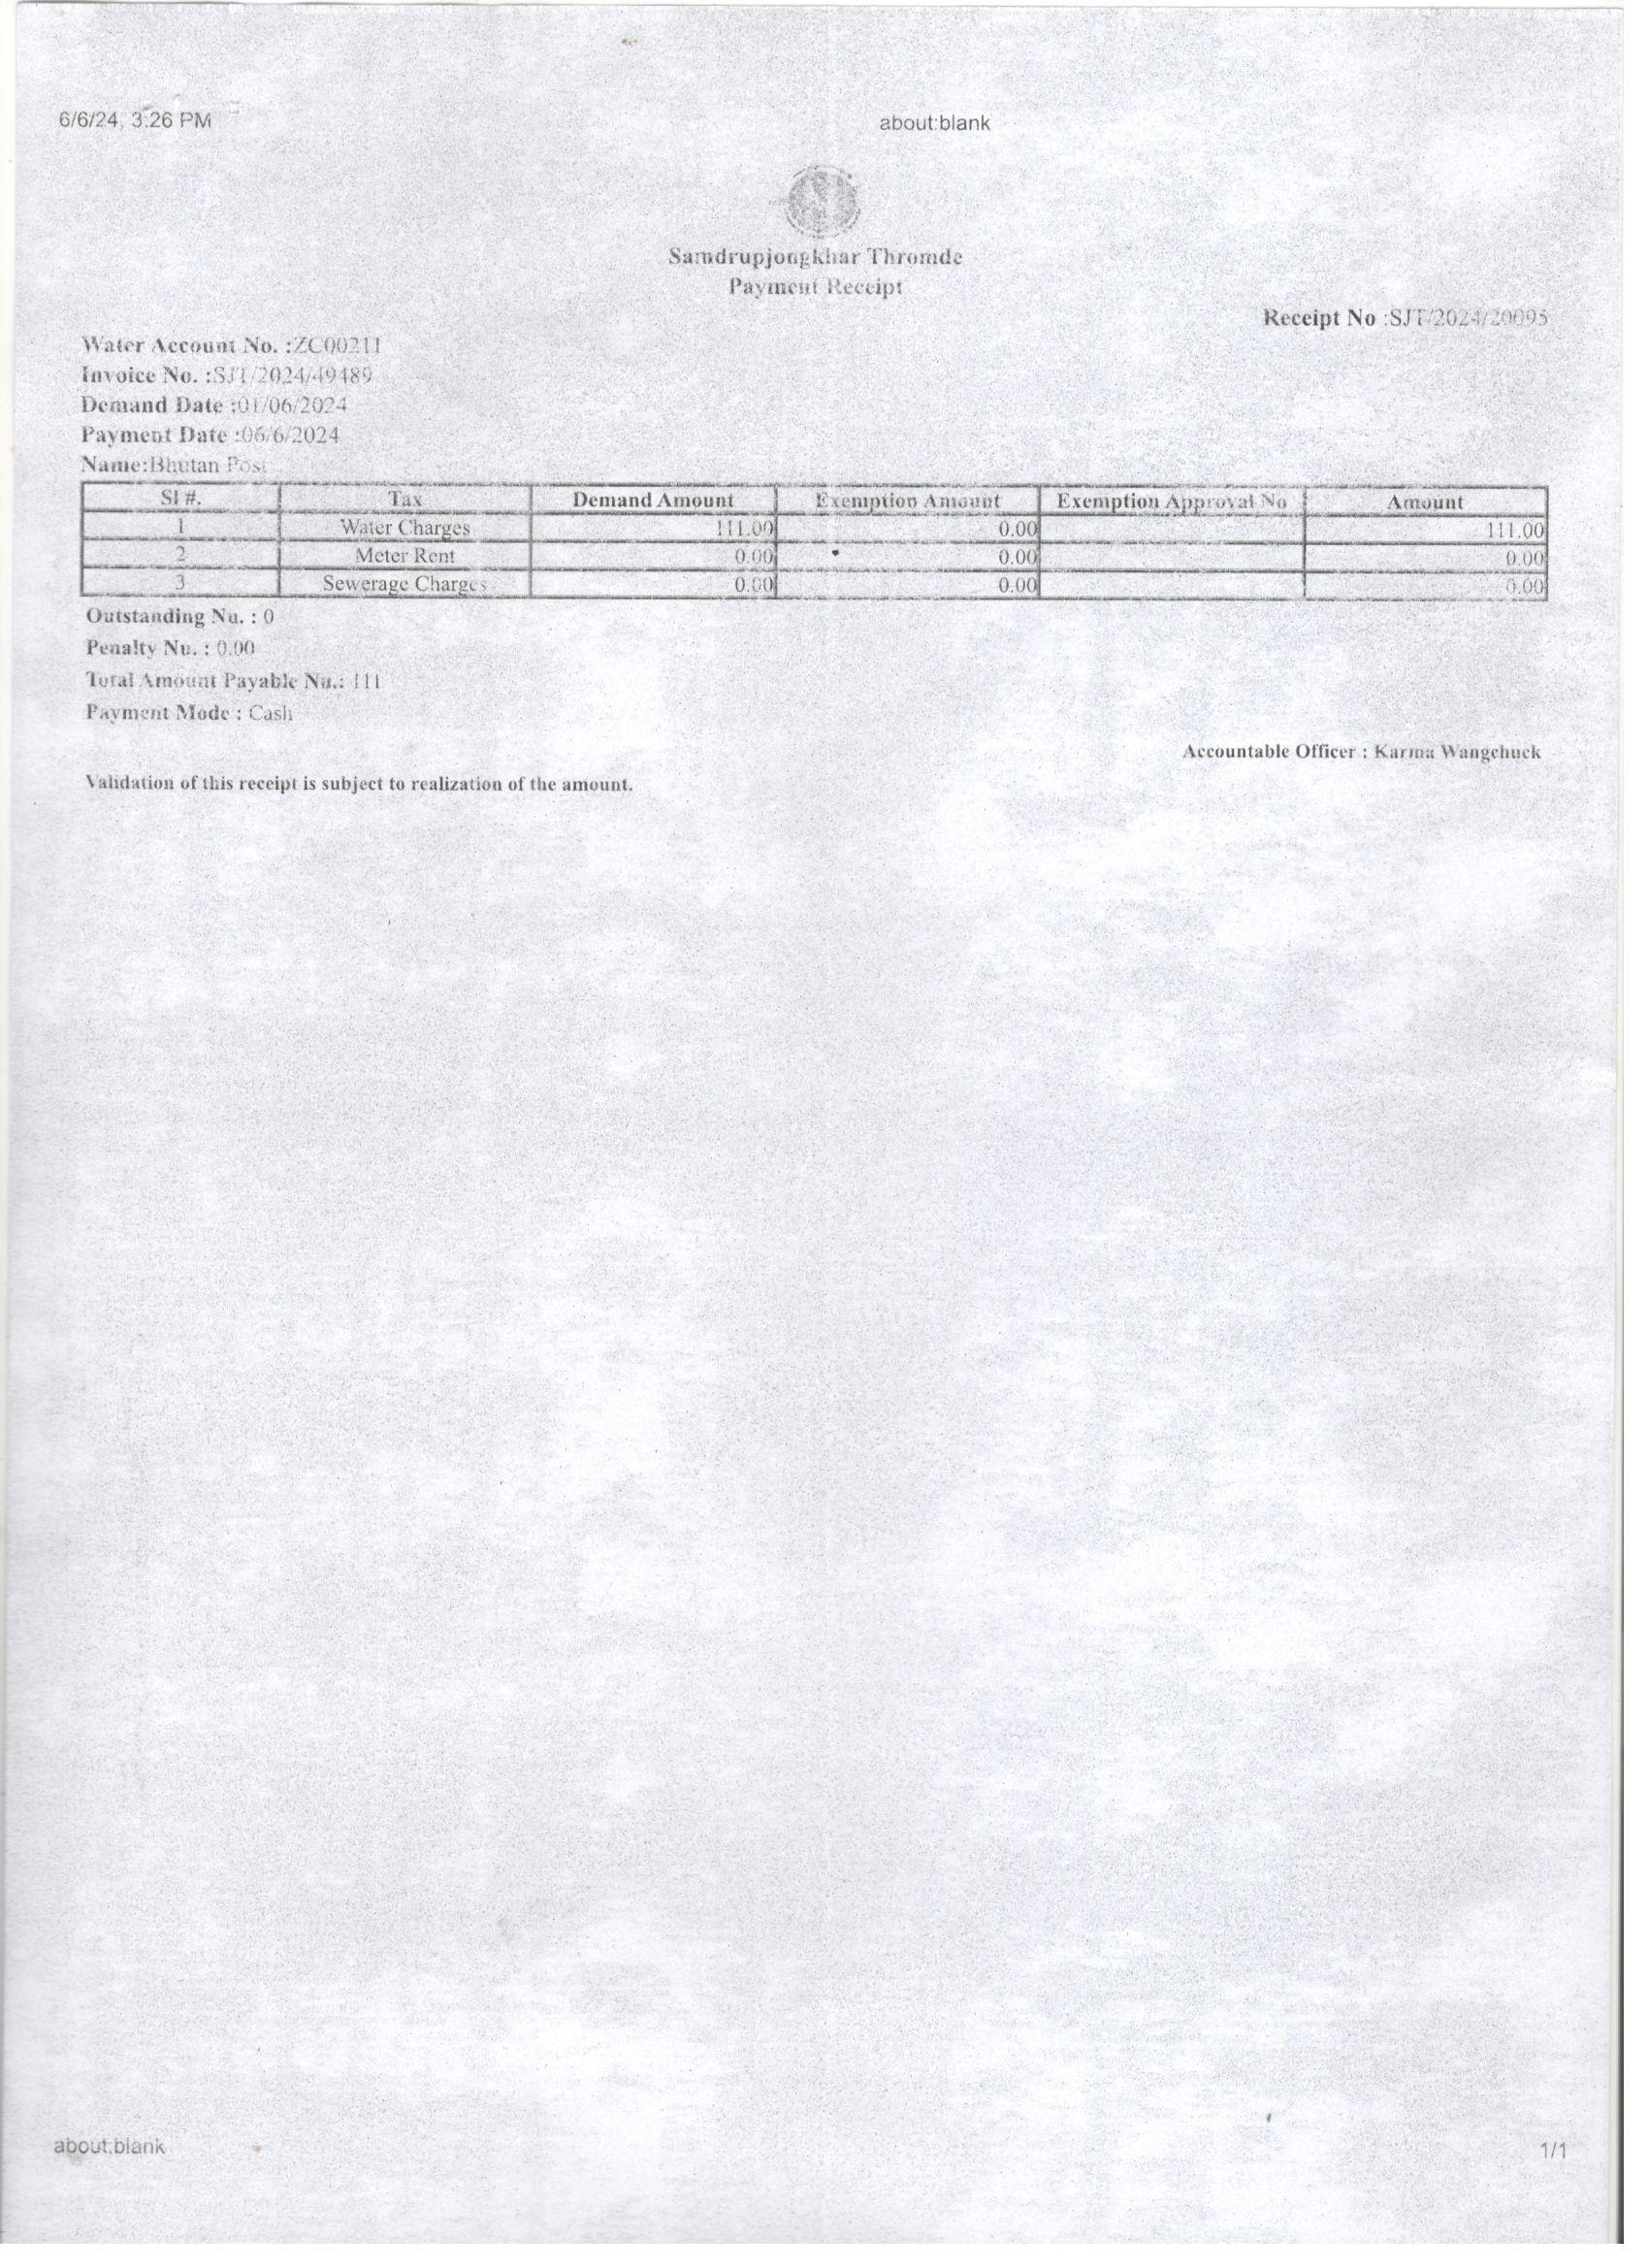 6/6/24, 3:26 PM about:blank
Samdrupjongkhar Thromde
Payment Receipt
Receipt No :SJT/2024/20095
Water Account No. :ZC00211
Invoice No. :SJT/2024/49489
Demand Date :01/06/2024
Payment Date :06/6/2024
Name:Bhutan Post
Sl #. Tax Demand Amount Exemption Amount Exemption Approval No Amount
1 Water Charges 111.00 0.00 111.00
2 Meter Rent 0.00 0.00 0.00
3 Sewerage Charges 0.00 0.00 0.00
Outstanding Nu. : 0
Penalty Nu. : 0.00
Total Amount Payable Nu.: 111
Payment Mode : Cash
Accountable Officer : Karma Wangchuck
Validation of this receipt is subject to realization of the amount.
about:blank 1/1